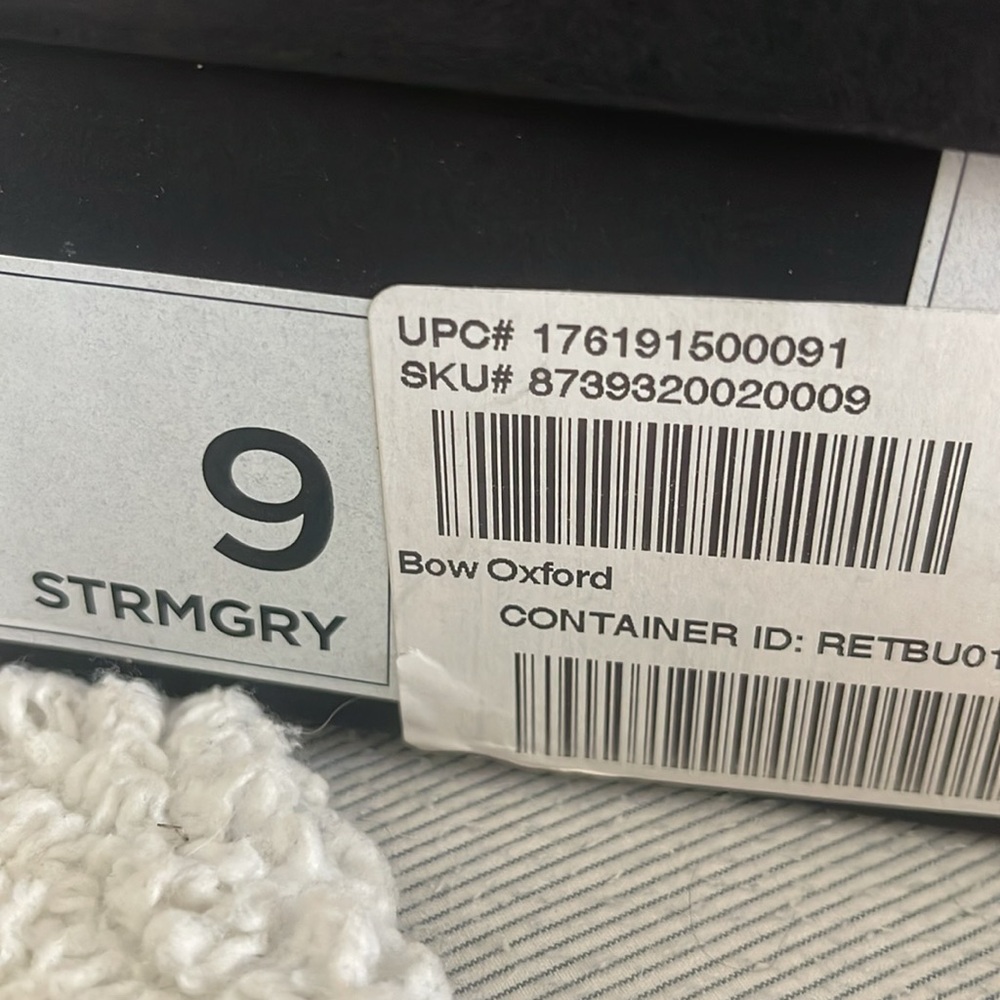 9
STRMGRY
UPC# 176191500091
SKU# 8739320020009
Bow Oxford
CONTAINER ID: RETBU01